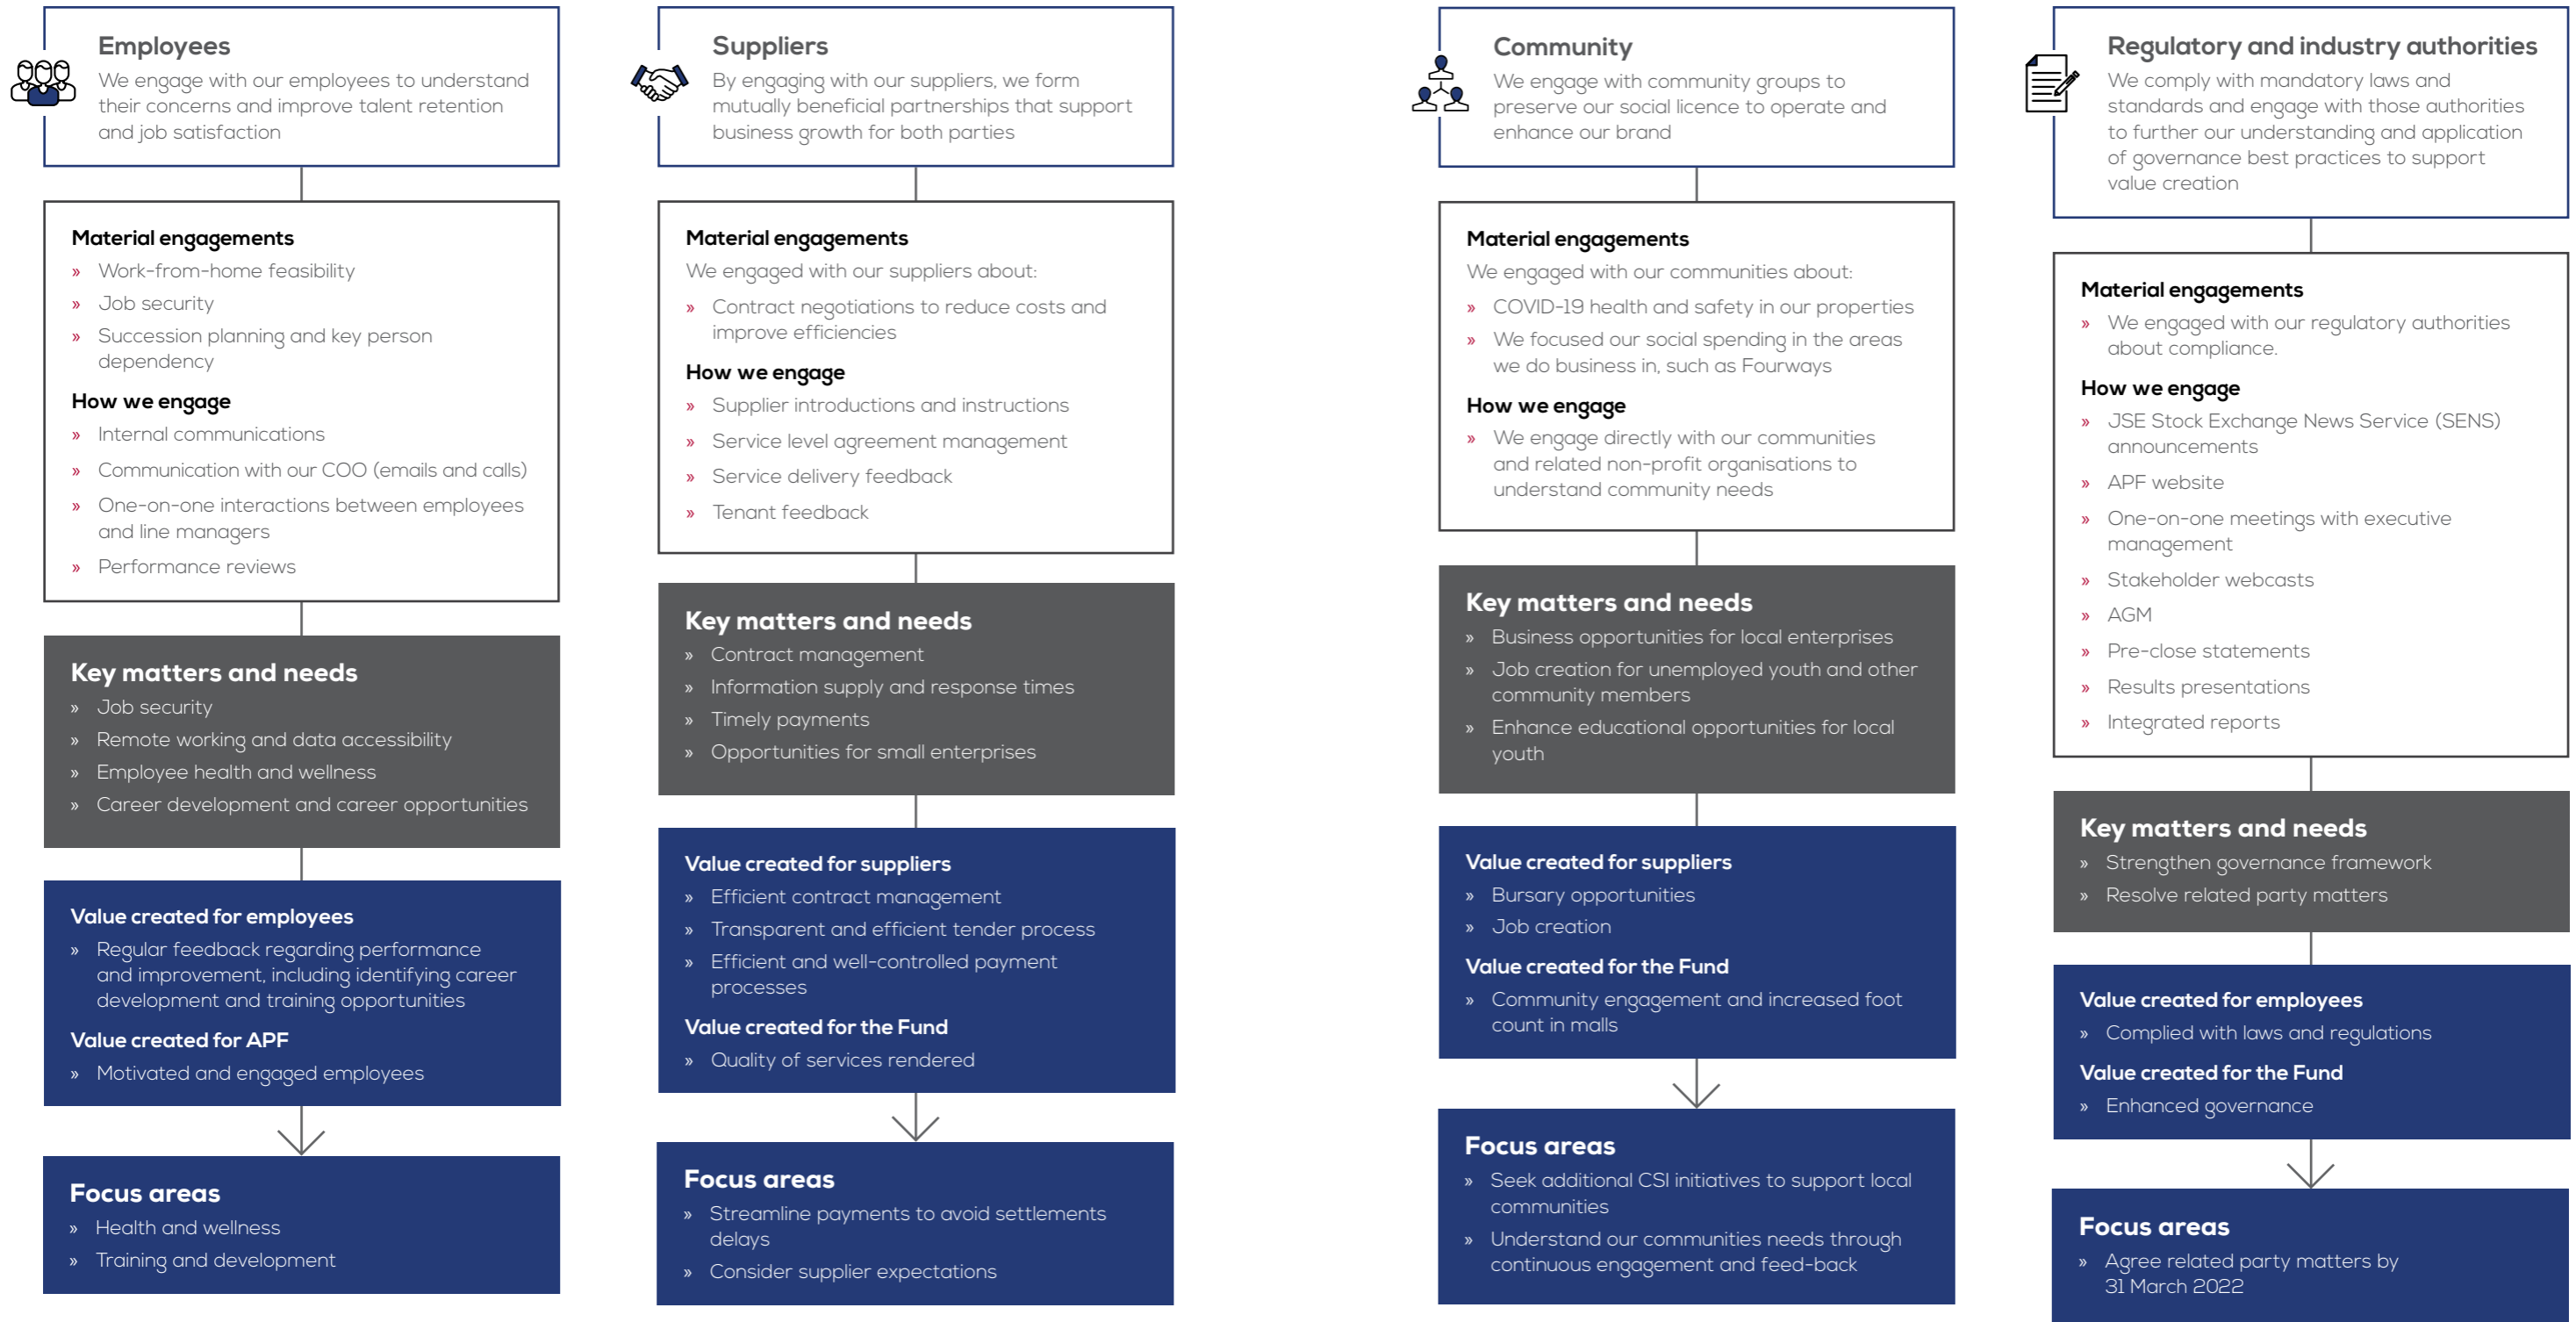 Employees
We engage with our employees to understand
their concerns and improve talent retention
and job satisfaction
Material engagements
» Work-from-home feasibility
» Job security
» Succession planning and key person
dependency
How we engage
» Internal communications
» Communication with our COO (emails and calls)
» One-on-one interactions between employees
and line managers
» Performance reviews
Key matters and needs
» Job security
» Remote working and data accessibility
» Employee health and wellness
» Career development and career opportunities
Value created for employees
» Regular feedback regarding performance
and improvement, including identifying career
development and training opportunities
Value created for APF
» Motivated and engaged employees
Focus areas
» Health and wellness
» Training and development
Suppliers
By engaging with our suppliers, we form
mutually beneficial partnerships that support
business growth for both parties
Material engagements
We engaged with our suppliers about:
» Contract negotiations to reduce costs and
improve efficiencies
How we engage
» Supplier introductions and instructions
» Service level agreement management
» Service delivery feedback
» Tenant feedback
Key matters and needs
» Contract management
» Information supply and response times
» Timely payments
» Opportunities for small enterprises
Value created for suppliers
» Efficient contract management
» Transparent and efficient tender process
» Efficient and well-controlled payment
processes
Value created for the Fund
» Quality of services rendered
Focus areas
» Streamline payments to avoid settlements
delays
» Consider supplier expectations
Community
We engage with community groups to
preserve our social licence to operate and
enhance our brand
Material engagements
We engaged with our communities about:
» COVID-19 health and safety in our properties
» We focused our social spending in the areas
we do business in, such as Fourways
How we engage
» We engage directly with our communities
and related non-profit organisations to
understand community needs
Key matters and needs
» Business opportunities for local enterprises
» Job creation for unemployed youth and other
community members
» Enhance educational opportunities for local
youth
Value created for suppliers
» Bursary opportunities
» Job creation
Value created for the Fund
» Community engagement and increased foot
count in malls
Focus areas
» Seek additional CSI initiatives to support local
communities
» Understand our communities needs through
continuous engagement and feed-back
Regulatory and industry authorities
We comply with mandatory laws and
standards and engage with those authorities
to further our understanding and application
of governance best practices to support
value creation
Material engagements
» We engaged with our regulatory authorities
about compliance.
How we engage
» JSE Stock Exchange News Service (SENS)
announcements
» APF website
» One-on-one meetings with executive
management
» Stakeholder webcasts
» AGM
» Pre-close statements
» Results presentations
» Integrated reports
Key matters and needs
» Strengthen governance framework
» Resolve related party matters
Value created for employees
» Complied with laws and regulations
Value created for the Fund
» Enhanced governance
Focus areas
» Agree related party matters by
31 March 2022